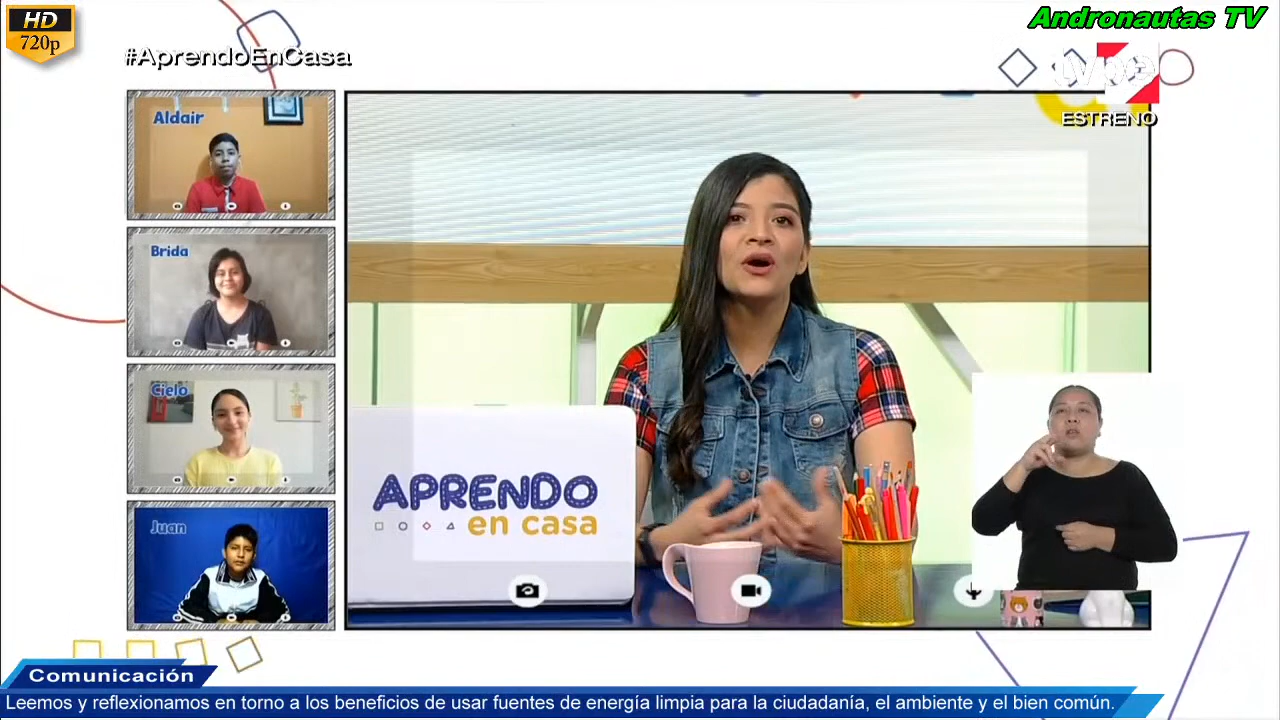 HD
720p
Andronautas TV
#AprendoEnCasa
tvpe
ESTRENO
Aldair
Brida
Cielo
Juan
APRENDO
en casa
Comunicación
Leemos y reflexionamos en torno a los beneficios de usar fuentes de energía limpia para la ciudadanía, el ambiente y el bien común.